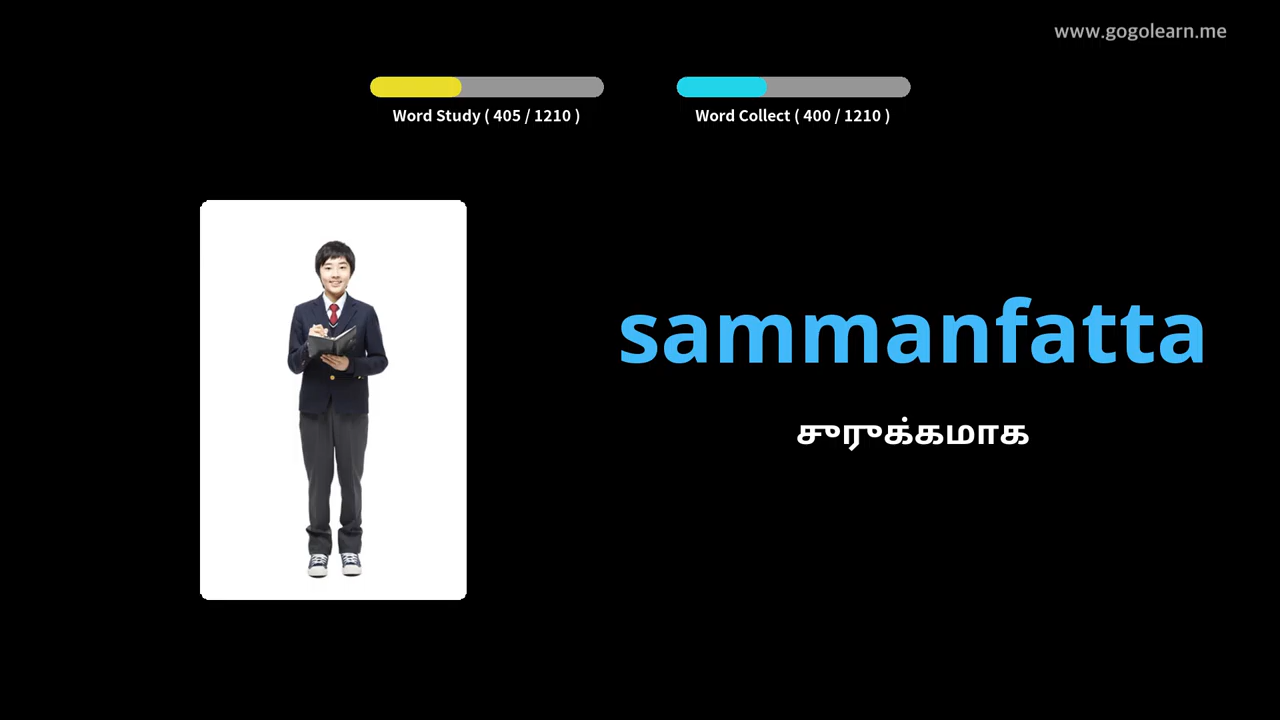 www.gogolearn.me
Word Study ( 405 / 1210 )
Word Collect ( 400 / 1210 )
sammanfatta
சுருக்கமாக